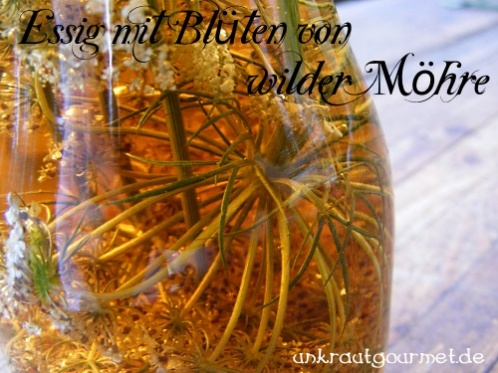 Essig mit Blüten von
wilder Möhre
unkrautgourmet.de